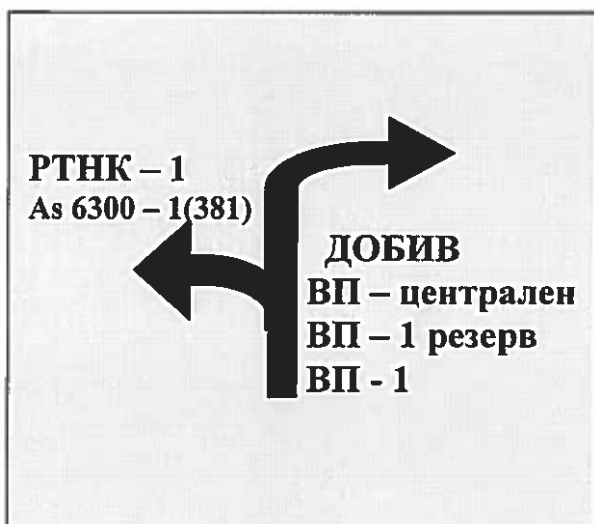 РТНК – 1
As 6300 – 1(381)
ДОБИВ
ВП – централен
ВП – 1 резерв
ВП - 1